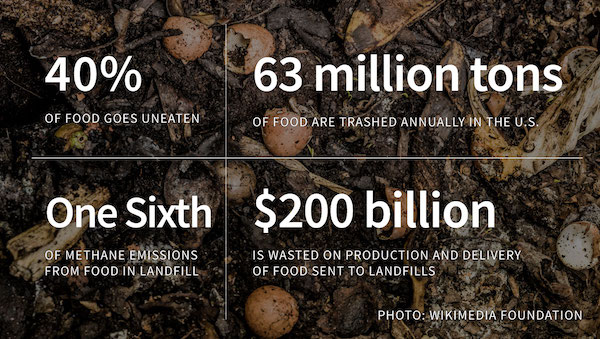 40%
OF FOOD GOES UNEATEN
63 million tons
OF FOOD ARE TRASHED ANNUALLY IN THE U.S.
One Sixth
OF METHANE EMISSIONS
FROM FOOD IN LANDFILL
$200 billion
IS WASTED ON PRODUCTION AND DELIVERY
OF FOOD SENT TO LANDFILLS
PHOTO: WIKIMEDIA FOUNDATION